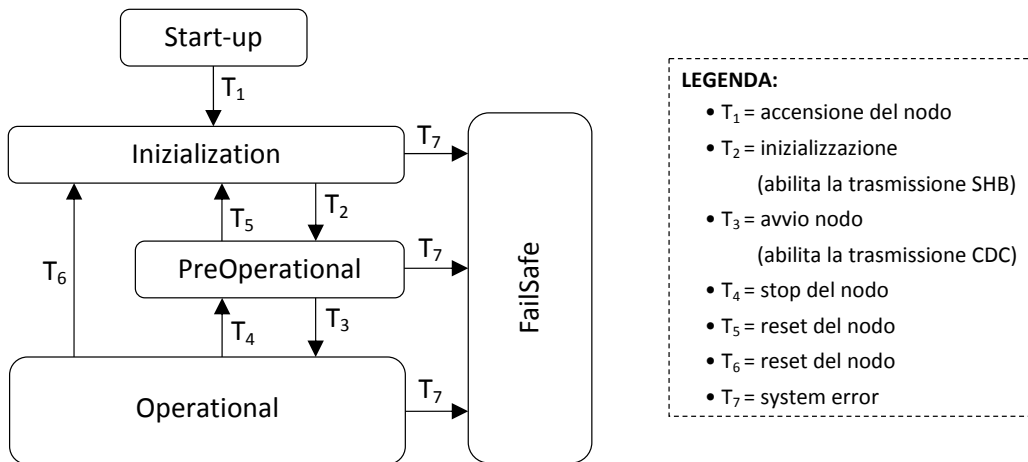 Start-up
T1
Inizialization
T7
T5
T2
T6
PreOperational
T7
T4
T3
Operational
T7
FailSafe
LEGENDA:
• T1 = accensione del nodo
• T2 = inizializzazione
(abilita la trasmissione SHB)
• T3 = avvio nodo
(abilita la trasmissione CDC)
• T4 = stop del nodo
• T5 = reset del nodo
• T6 = reset del nodo
• T7 = system error